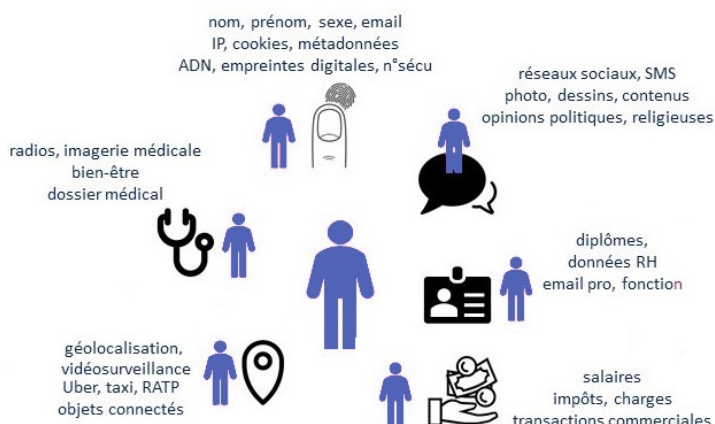 nom, prénom, sexe, email
IP, cookies, métadonnées
ADN, empreintes digitales, n°sécu
réseaux sociaux, SMS
photo, dessins, contenus
opinions politiques, religieuses
radios, imagerie médicale
bien-être
dossier médical
diplômes,
données RH
email pro, fonction
géolocalisation,
vidéosurveillance
Uber, taxi, RATP
objets connectés
salaires
impôts, charges
transactions commerciales